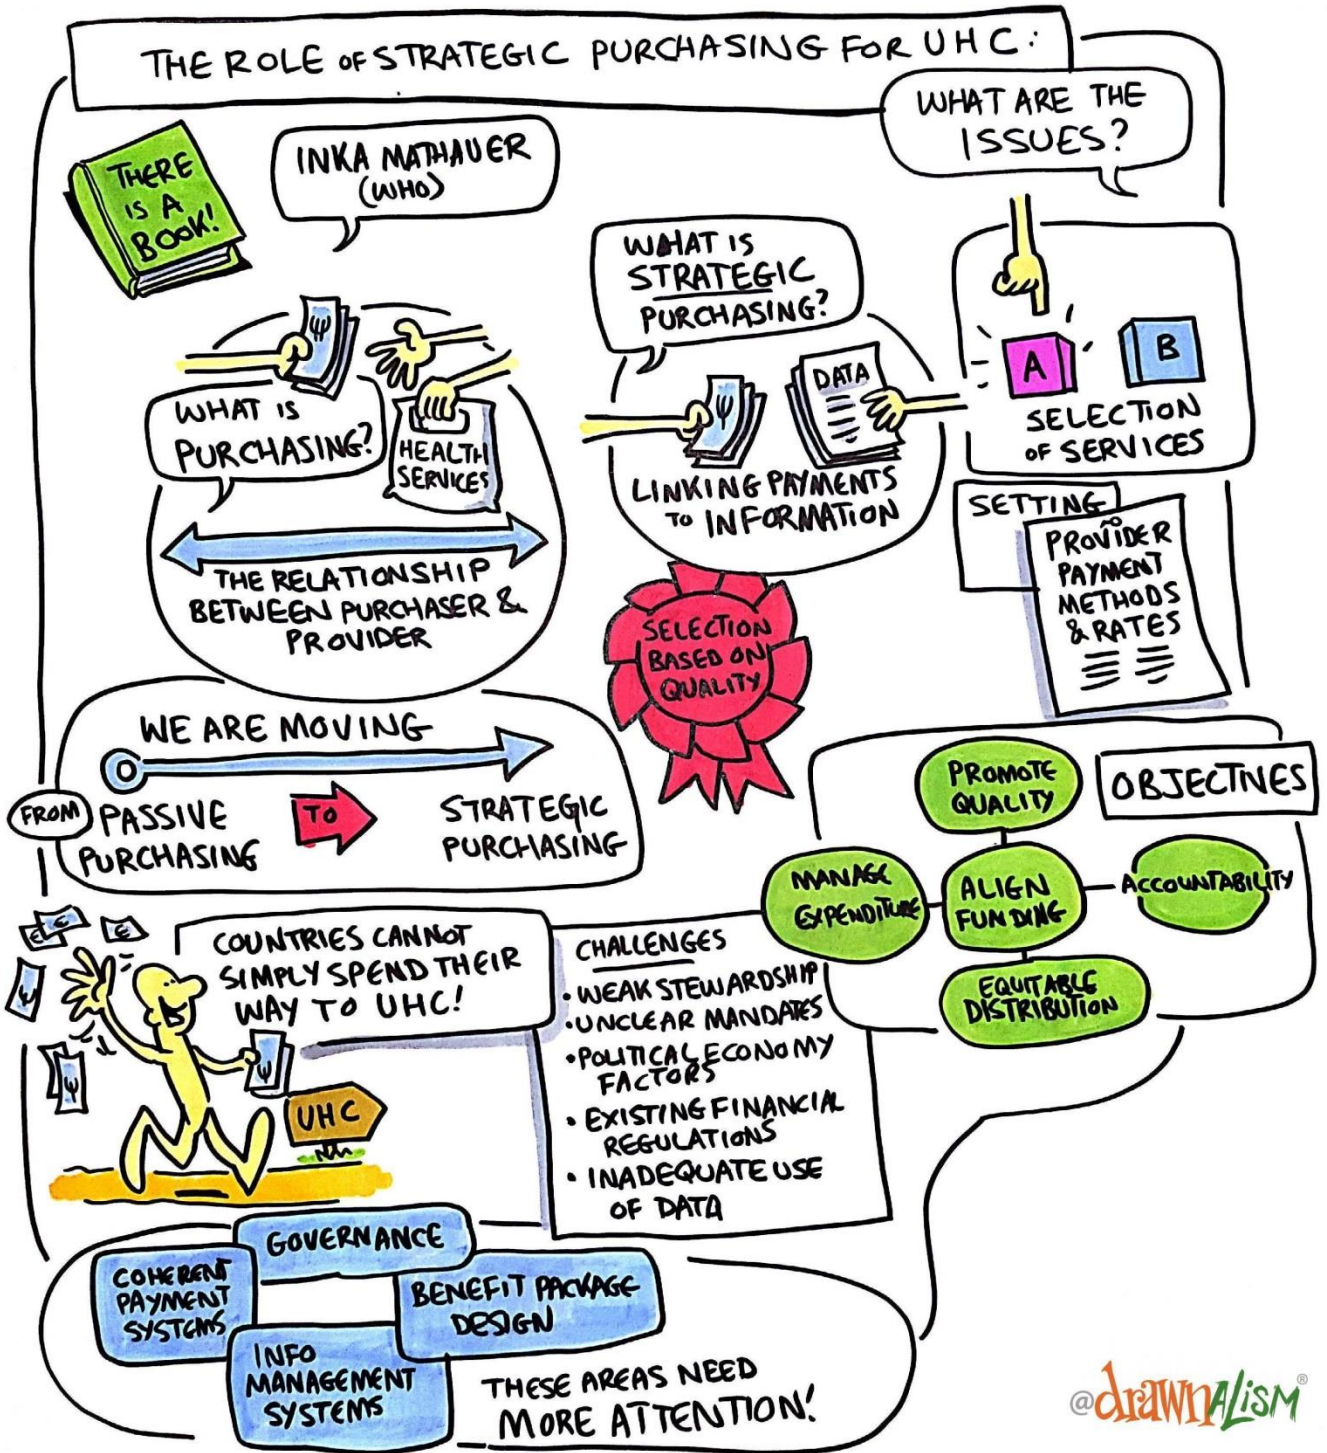 THE ROLE OF STRATEGIC PURCHASING FOR UHC:
WHAT ARE THE
ISSUES?
THERE
IS A
BOOK!
INKA MATHAUER
(WHO)
WHAT IS
PURCHASING?
HEALTH
SERVICES
THE RELATIONSHIP
BETWEEN PURCHASER &
PROVIDER
WHAT IS
STRATEGIC
PURCHASING?
DATA
LINKING PAYMENTS
TO INFORMATION
A
B
SELECTION
OF SERVICES
SETTING
PROVIDER
PAYMENT
METHODS
& RATES
SELECTION
BASED ON
QUALITY
WE ARE MOVING
FROM
PASSIVE
PURCHASING
TO
STRATEGIC
PURCHASING
OBJECTIVES
PROMOTE
QUALITY
MANAGE
EXPENDITURE
ALIGN
FUNDING
ACCOUNTABILITY
EQUITABLE
DISTRIBUTION
COUNTRIES CANNOT
SIMPLY SPEND THEIR
WAY TO UHC!
UHC
CHALLENGES
• WEAK STEWARDSHIP
• UNCLEAR MANDATES
• POLITICAL ECONOMY
FACTORS
• EXISTING FINANCIAL
REGULATIONS
• INADEQUATE USE
OF DATA
GOVERNANCE
COHERENT
PAYMENT
SYSTEMS
BENEFIT PACKAGE
DESIGN
INFO
MANAGEMENT
SYSTEMS
THESE AREAS NEED
MORE ATTENTION!
@drawnALiSM®